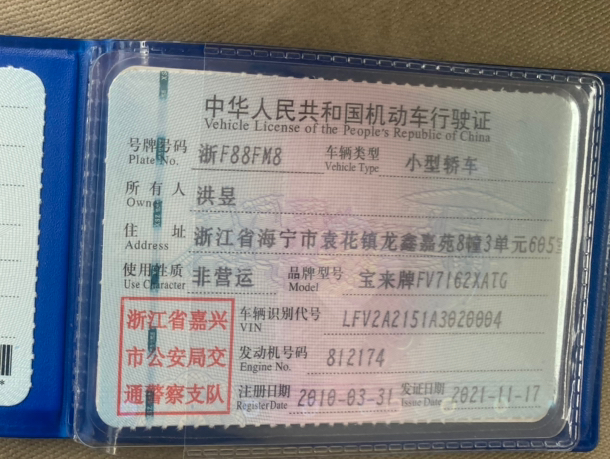 中华人民共和国机动车行驶证
Vehicle License of the People's Republic of China
号牌号码 浙F88FM8 车辆类型 小型轿车
Plate No. Vehicle Type
所有人 洪昱
Owner
住址 浙江省海宁市袁花镇龙鑫嘉苑8幢3单元605室
Address
使用性质 非营运 品牌型号 宝来牌FV7162XATG
Use Character Model
浙江省嘉兴 车辆识别代号 LFV2A2151A3020004
VIN
市公安局交 发动机号码 812174
Engine No.
通警察支队 注册日期 2010-03-31 发证日期 2021-11-17
Register Date Issue Date